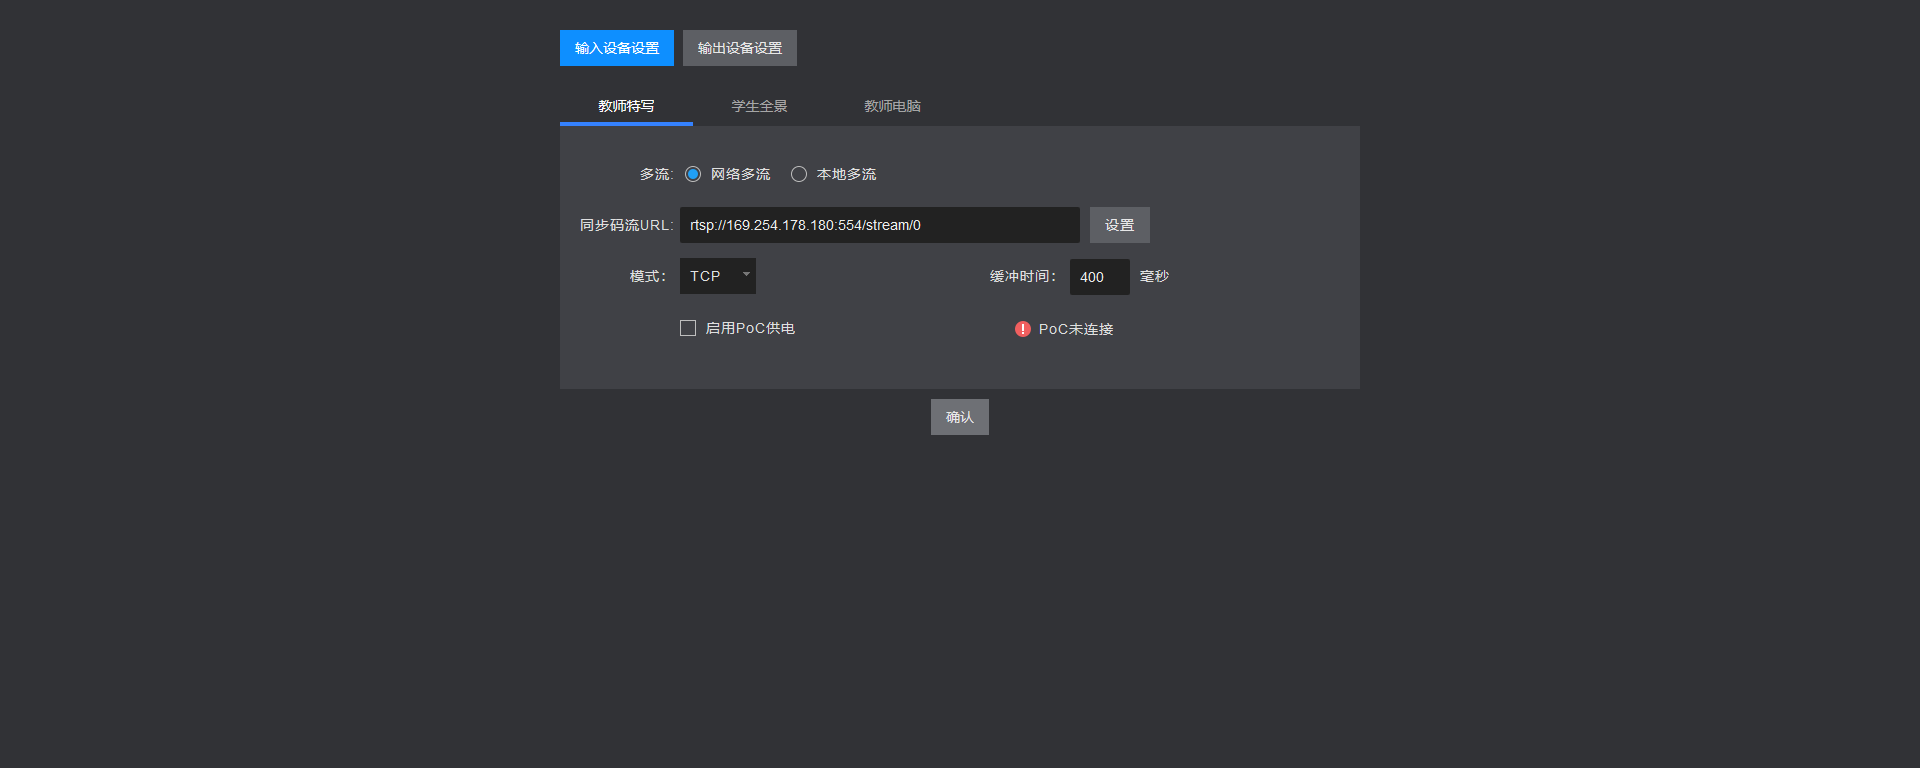 输入设备设置 输出设备设置
教师特写 学生全景 教师电脑
多流: 网络多流 本地多流
同步码流URL: rtsp://169.254.178.180:554/stream/0 设置
模式： TCP 缓冲时间： 400 毫秒
启用PoC供电 PoC未连接
确认